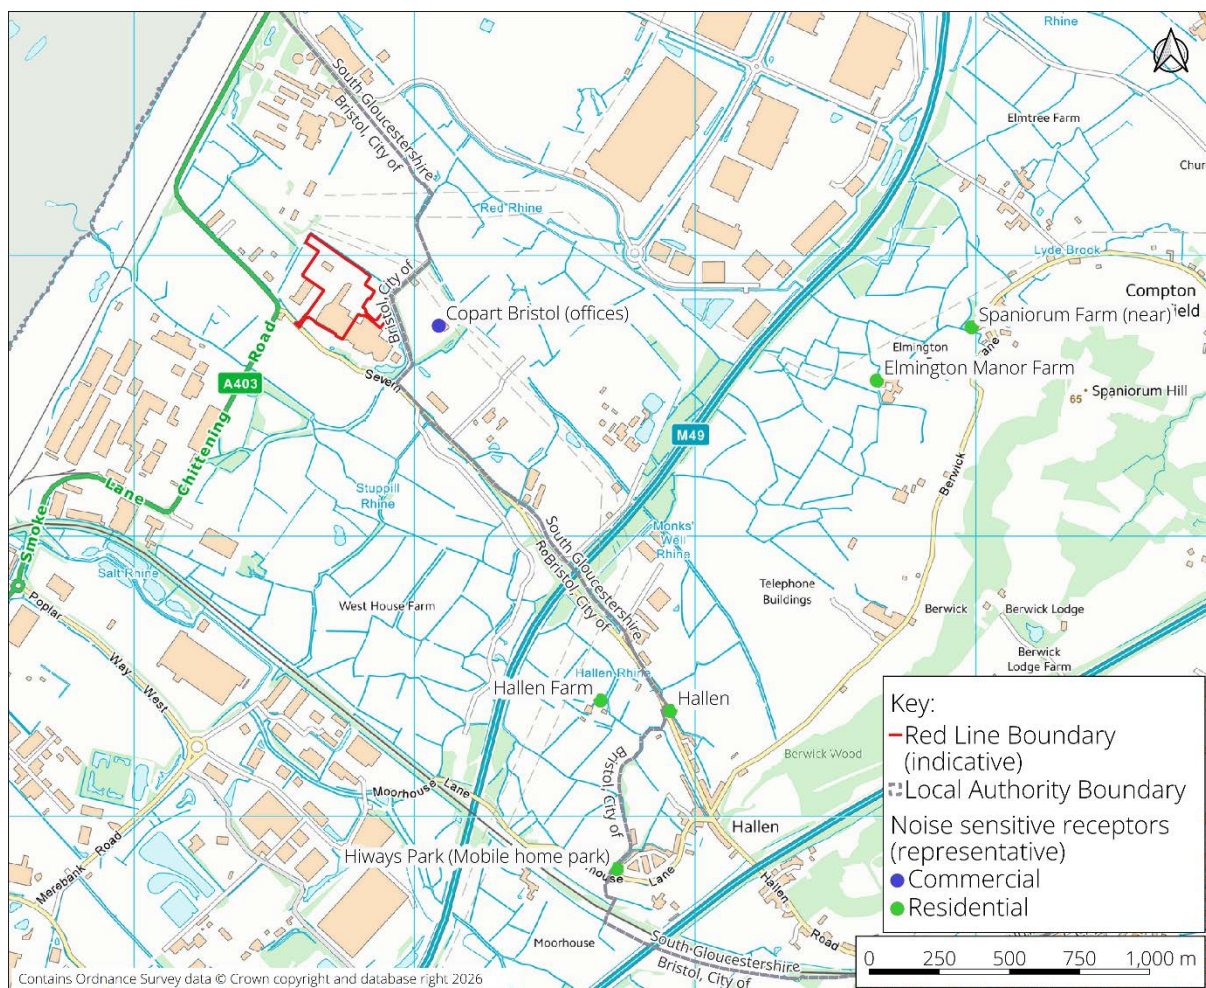 Rhine
South Gloucestershire
Bristol, City of
Elmtree Farm
Red Rhine
Lyde Brook
Bristol, City of
Compton
Copart Bristol (offices)
Spaniorum Farm (near)
field
Elmington
Lane
Elmington Manor Farm
Road
Severn
A403
65
Spaniorum Hill
M49
Chittening
Berwick
Stuppill
Rhine
Lane
Smoke
Monks'
Well
Rhine
South Gloucestershire
Bristol, City of
Salt Rhine
Telephone
Buildings
Poplar
West House Farm
Berwick
Berwick Lodge
Berwick
Lodge Farm
Way
West
Hallen Rhine
Hallen Farm
Hallen
Bristol, City of
Berwick Wood
Moorhouse
Lane
Hallen
Merebank
Road
Hiways Park (Mobile home park)
Lane
Hallen
Road
Moorhouse
South Gloucestershire
Bristol, City of
Key:
Red Line Boundary
(indicative)
Local Authority Boundary
Noise sensitive receptors
(representative)
Commercial
Residential
0 250 500 750 1,000 m
Contains Ordnance Survey data © Crown copyright and database right 2026